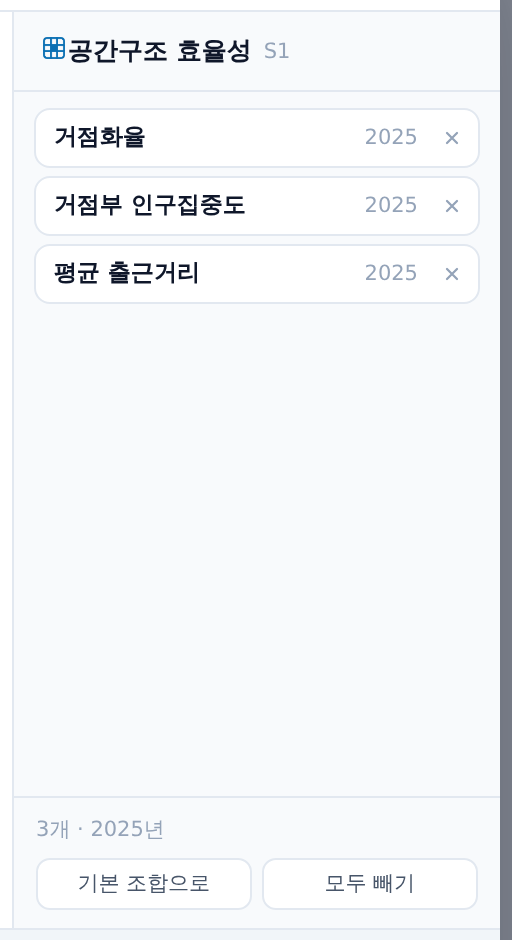 공간구조 효율성 S1
거점화율 2025 ×
거점부 인구집중도 2025 ×
평균 출근거리 2025 ×
3개 · 2025년
기본 조합으로 모두 빼기